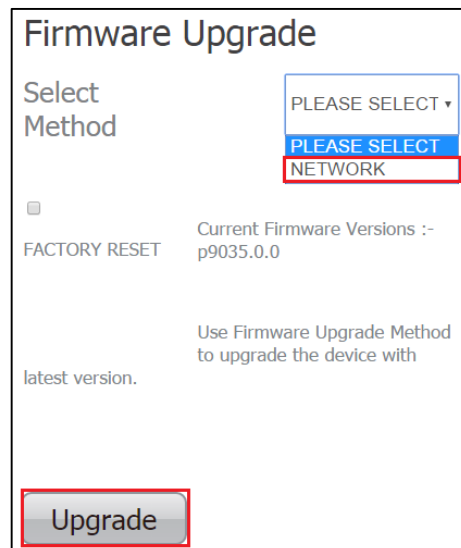 Firmware Upgrade
Select
Method
PLEASE SELECT
PLEASE SELECT
NETWORK
FACTORY RESET
Current Firmware Versions :-
p9035.0.0
Use Firmware Upgrade Method
to upgrade the device with
latest version.
Upgrade